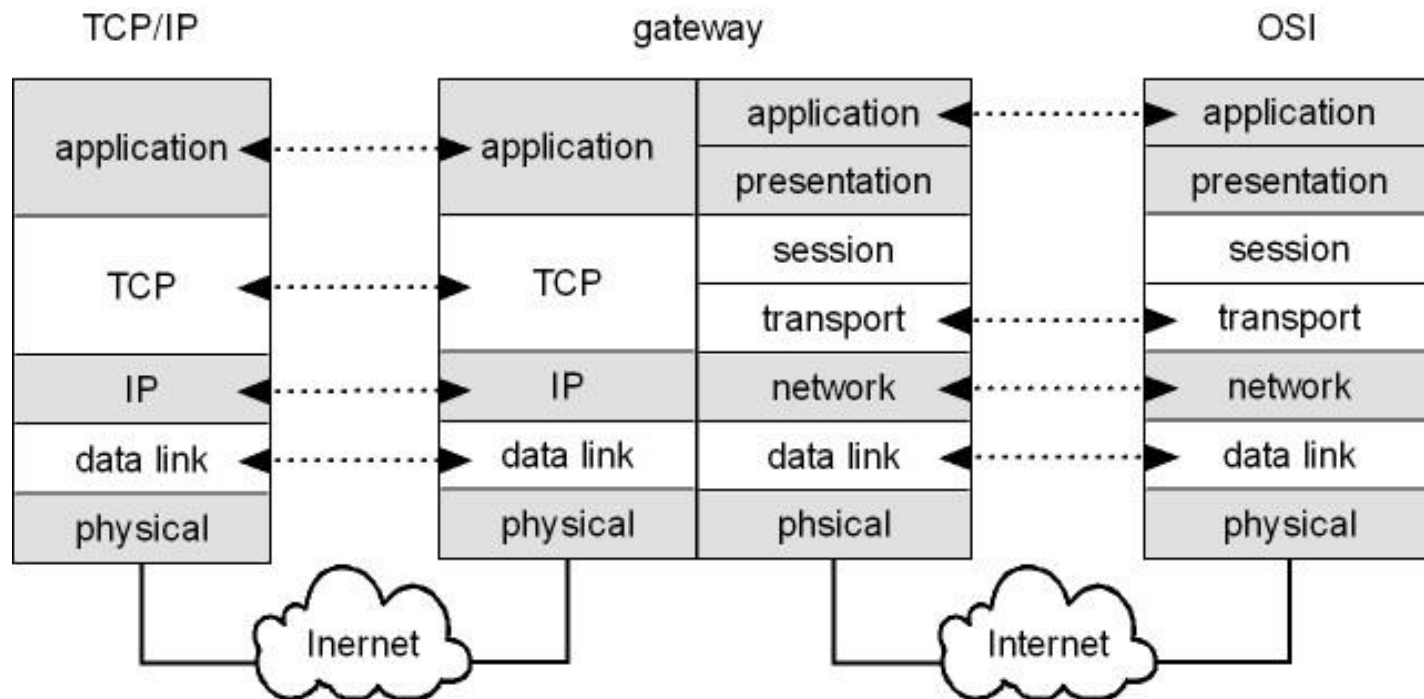 TCP/IP
gateway
OSI
application
TCP
IP
data link
physical
application
TCP
IP
data link
physical
application
presentation
session
transport
network
data link
phsical
application
presentation
session
transport
network
data link
physical
Inernet
Internet